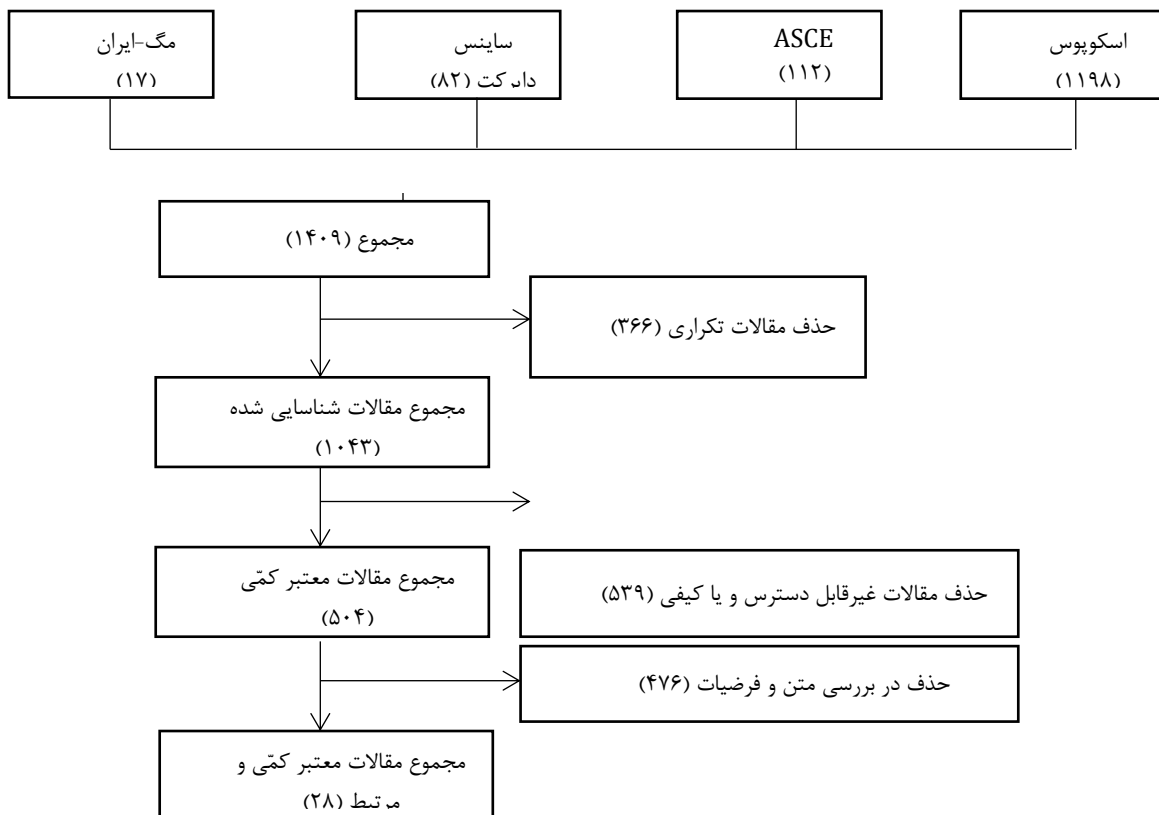 اسکوپوس
(۱۱۹۸)
ASCE
(۱۱۲)
ساینس
دایرکت (۸۲)
مگ-ایران
(۱۷)
مجموع (۱۴۰۹)
حذف مقالات تکراری (۳۶۶)
مجموع مقالات شناسایی شده
(۱۰۴۳)
مجموع مقالات معتبر کمّی
(۵۰۴)
حذف مقالات غیرقابل دسترس و یا کیفی (۵۳۹)
حذف در بررسی متن و فرضیات (۴۷۶)
مجموع مقالات معتبر کمّی و
مرتبط (۲۸)